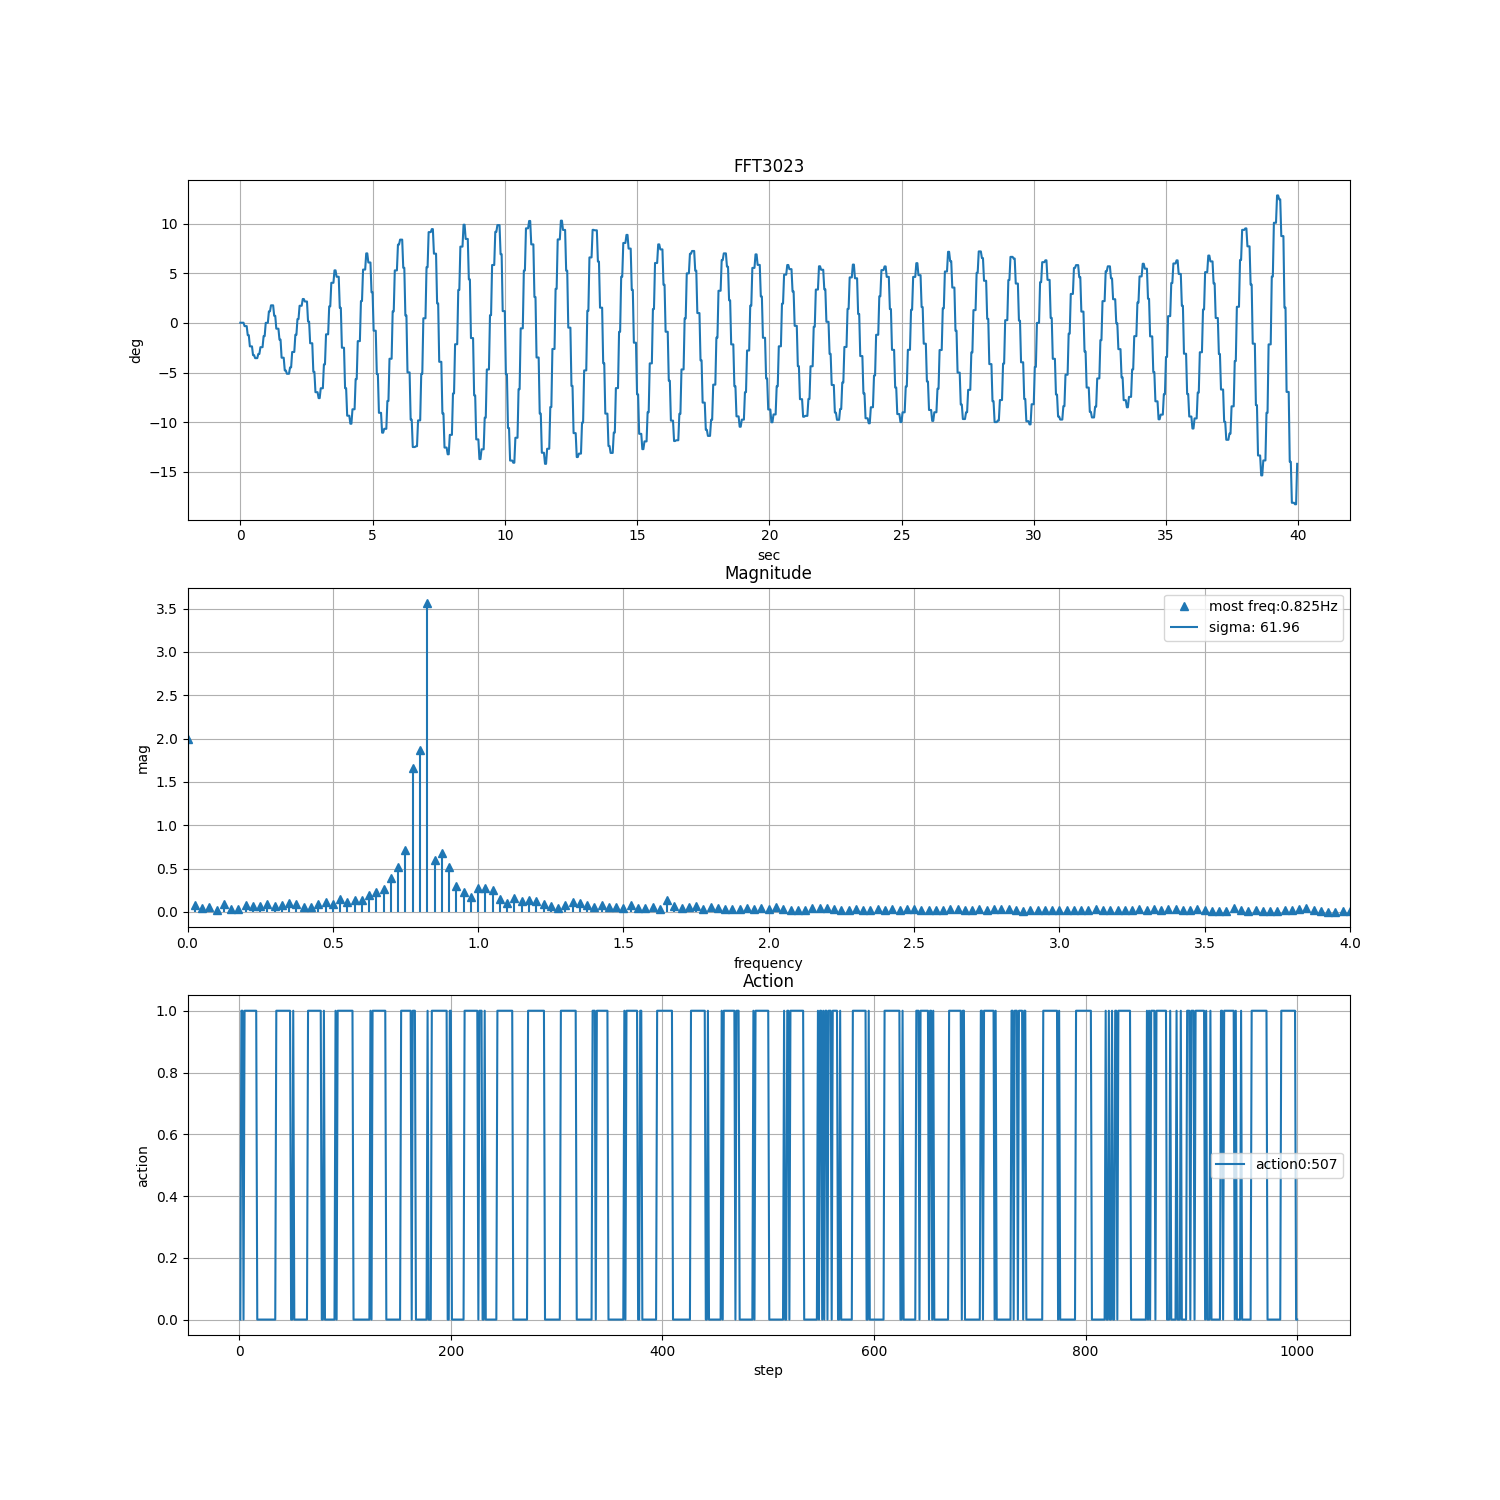 FFT3023
10
5
0
−5
−10
−15
deg
0 5 10 15 20 25 30 35 40
sec
Magnitude
most freq:0.825Hz
sigma: 61.96
3.5
3.0
2.5
2.0
1.5
1.0
0.5
0.0
mag
0.0 0.5 1.0 1.5 2.0 2.5 3.0 3.5 4.0
frequency
Action
1.0
0.8
0.6
0.4
0.2
0.0
action
action0:507
0 200 400 600 800 1000
step